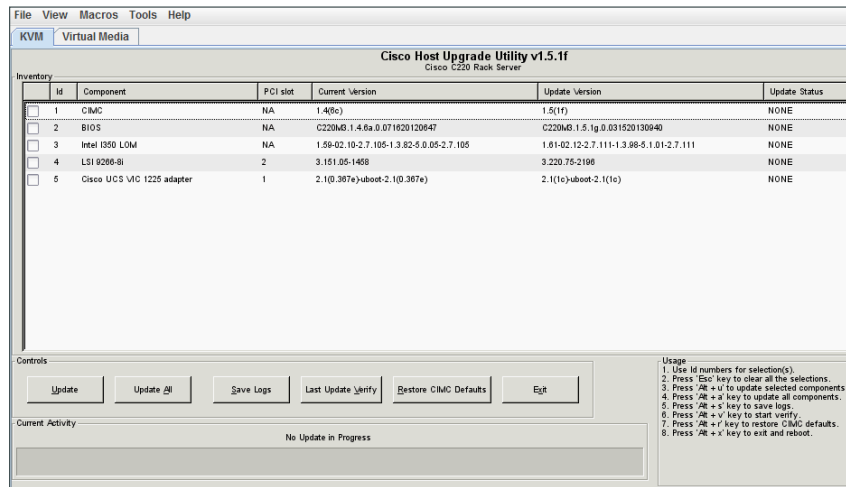 File View Macros Tools Help
KVM Virtual Media
Cisco Host Upgrade Utility v1.5.1f
Cisco C220 Rack Server
Inventory
Id Component PCI slot Current Version Update Version Update Status
1 CIMC NA 1.4(6c) 1.5(1f) NONE
2 BIOS NA C220M3.1.4.6a.0.071620120647 C220M3.1.5.1g.0.031520130940 NONE
3 Intel I350 LOM NA 1.59-02.10-2.7.105-1.3.82-5.0.05-2.7.105 1.61-02.12-2.7.111-1.3.98-5.1.01-2.7.111 NONE
4 LSI 9266-8i 2 3.151.05-1458 3.220.75-2196 NONE
5 Cisco UCS VIC 1225 adapter 1 2.1(0.367e)-uboot-2.1(0.367e) 2.1(1c)-uboot-2.1(1c) NONE
Controls
Update Update All Save Logs Last Update Verify Restore CIMC Defaults Exit
Usage
1. Use Id numbers for selection(s).
2. Press 'Esc' key to clear all the selections.
3. Press 'Alt + u' to update selected components
4. Press 'Alt + a' key to update all components.
5. Press 'Alt + s' key to save logs.
6. Press 'Alt + v' key to start verify.
7. Press 'Alt + r' key to restore CIMC defaults.
8. Press 'Alt + x' key to exit and reboot.
Current Activity
No Update in Progress